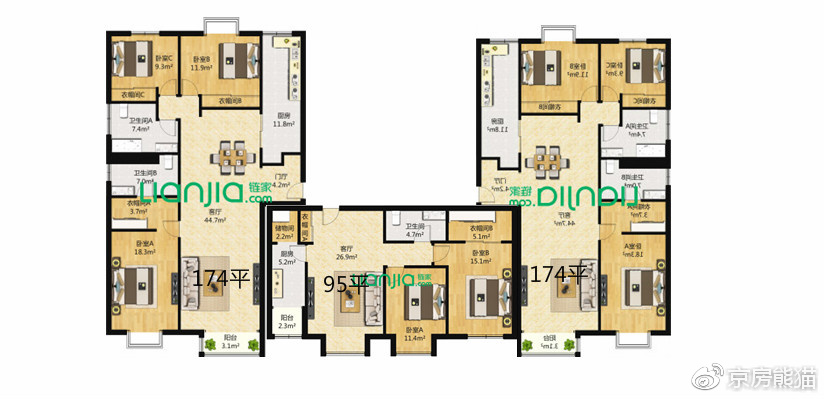 卧室C
9.3m²
卧室B
11.9m²
衣帽间C
衣帽间B
厨房
11.8m²
卫生间A
7.4m²
卫生间B
7.0m²
门厅
4.2m²
Lianjia 链家
.com
衣帽间A
3.7m²
客厅
44.7m²
卧室A
18.3m²
174平
阳台
3.1m²
储物间
2.2m²
衣帽间A
厨房
5.2m²
阳台
2.3m²
客厅
26.9m²
95平
Lianjia 链家
.com
卫生间
4.7m²
衣帽间B
5.1m²
卧室B
15.1m²
卧室A
11.4m²
卧室B
11.9m²
卧室C
9.3m²
衣帽间B
衣帽间C
厨房
11.8m²
卫生间A
7.4m²
卫生间B
7.0m²
门厅
4.2m²
Lianjia 链家
.com
衣帽间A
3.7m²
客厅
44.7m²
卧室A
18.3m²
174平
阳台
3.1m²
京房熊猫